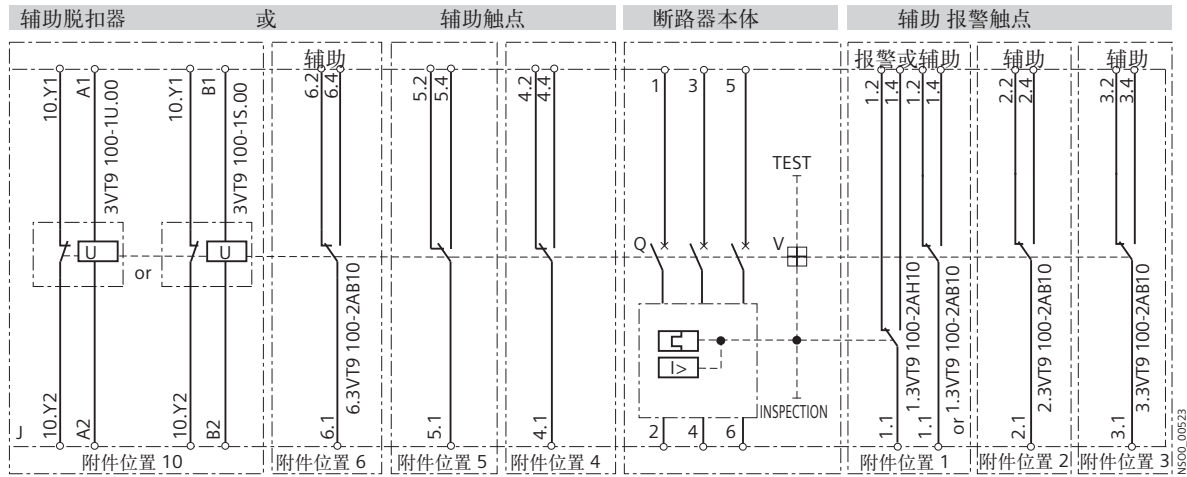 辅助脱扣器 或 辅助触点 断路器本体 辅助 报警触点
辅助 报警或辅助 辅助 辅助
10.Y1 A1 10.Y1 B1 6.2 6.4 5.2 5.4 4.2 4.4 1 3 5 1.2 1.4 1.2 1.4 2.2 2.4 3.2 3.4
3VT9 100-1U.00
3VT9 100-1S.00
TEST
Q V
U U
or
6.3VT9 100-2AB10
1.3VT9 100-2AH10
or 1.3VT9 100-2AB10
2.3VT9 100-2AB10
3.3VT9 100-2AB10
I>
INSPECTION
J 10.Y2 A2 10.Y2 B2 6.1 5.1 4.1 2 4 6 1.1 1.1 2.1 3.1
附件位置 10 附件位置 6 附件位置 5 附件位置 4 附件位置 1 附件位置 2 附件位置 3
NSO0_00523